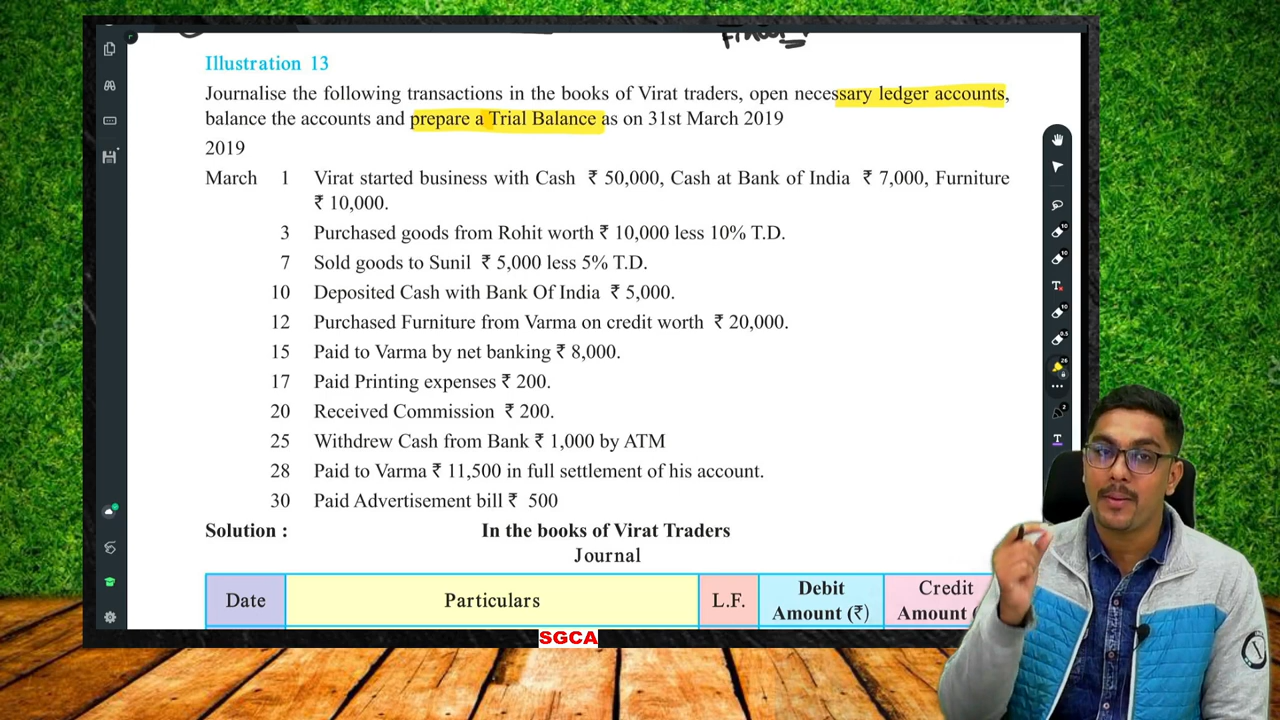 Illustration 13
Journalise the following transactions in the books of Virat traders, open necessary ledger accounts,
balance the accounts and prepare a Trial Balance as on 31st March 2019
2019
March 1 Virat started business with Cash ₹ 50,000, Cash at Bank of India ₹ 7,000, Furniture
₹ 10,000.
3 Purchased goods from Rohit worth ₹ 10,000 less 10% T.D.
7 Sold goods to Sunil ₹ 5,000 less 5% T.D.
10 Deposited Cash with Bank Of India ₹ 5,000.
12 Purchased Furniture from Varma on credit worth ₹ 20,000.
15 Paid to Varma by net banking ₹ 8,000.
17 Paid Printing expenses ₹ 200.
20 Received Commission ₹ 200.
25 Withdrew Cash from Bank ₹ 1,000 by ATM
28 Paid to Varma ₹ 11,500 in full settlement of his account.
30 Paid Advertisement bill ₹ 500
Solution : In the books of Virat Traders
Journal
Date Particulars L.F. Debit Amount (₹) Credit Amount (
SGCA